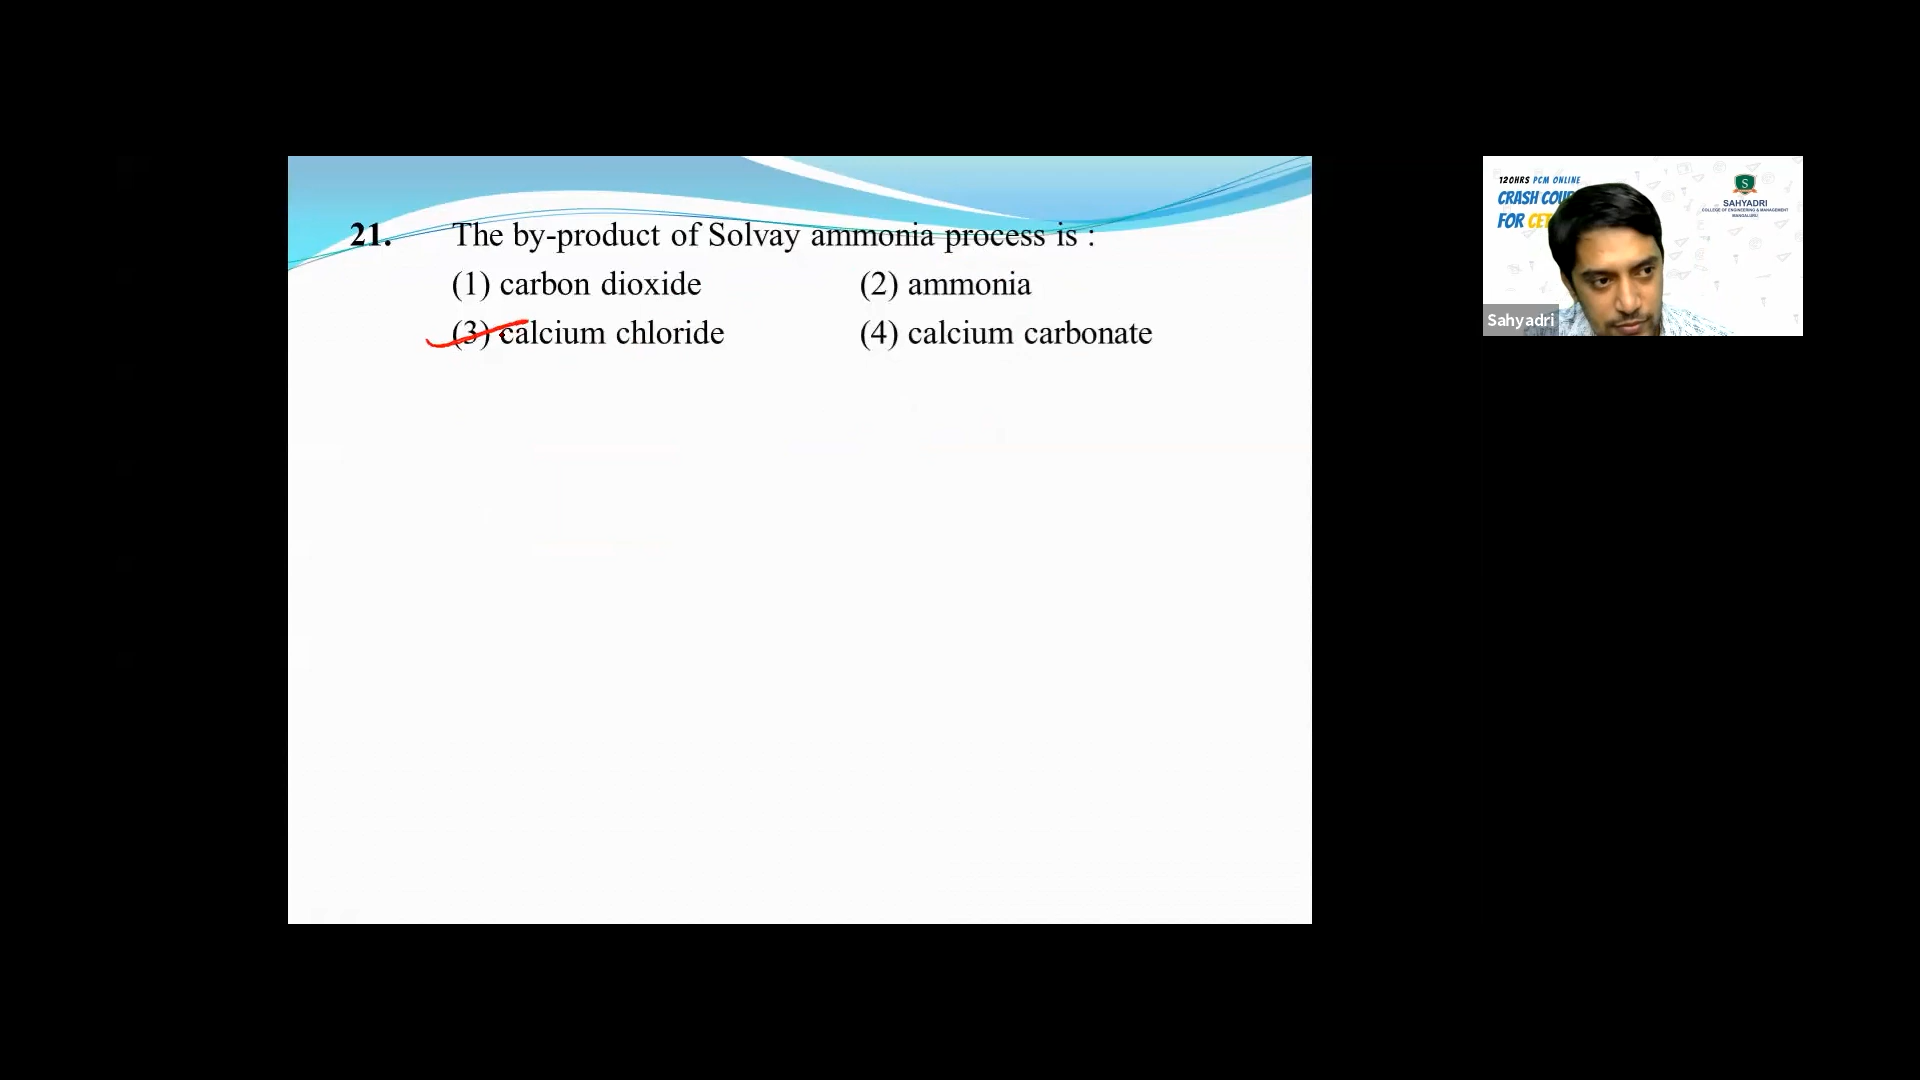 21. The by-product of Solvay ammonia process is :
(1) carbon dioxide (2) ammonia
(3) calcium chloride (4) calcium carbonate
120HRS PCM ONLINE
CRASH COU
FOR CET
S
SAHYADRI
COLLEGE OF ENGINEERING & MANAGEMENT
MANGALURU
Sahyadri